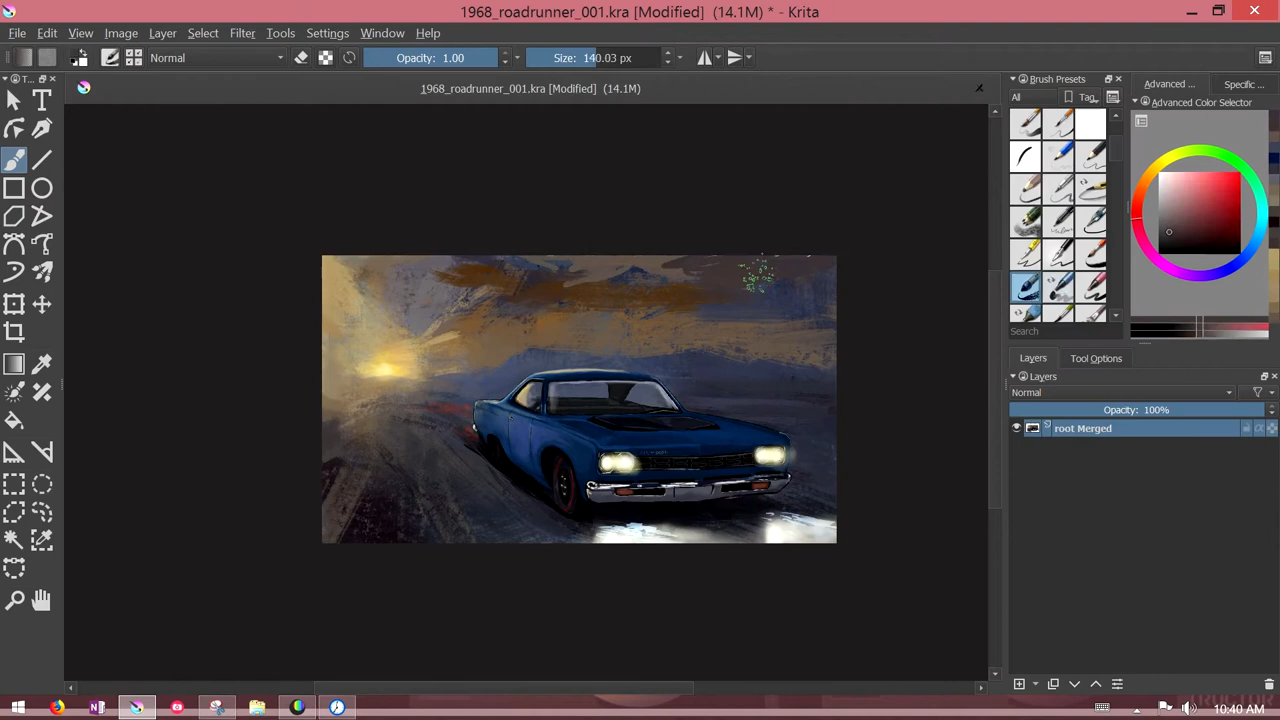 1968_roadrunner_001.kra [Modified] (14.1M) * - Krita
File Edit View Image Layer Select Filter Tools Settings Window Help
Normal Opacity: 1.00 Size: 140.03 px
T... Brush Presets Advanced ... Specific ...
1968_roadrunner_001.kra [Modified] (14.1M)
All Tag
Advanced Color Selector
Search
Layers Tool Options
Layers
Normal
Opacity: 100%
root Merged
10:40 AM